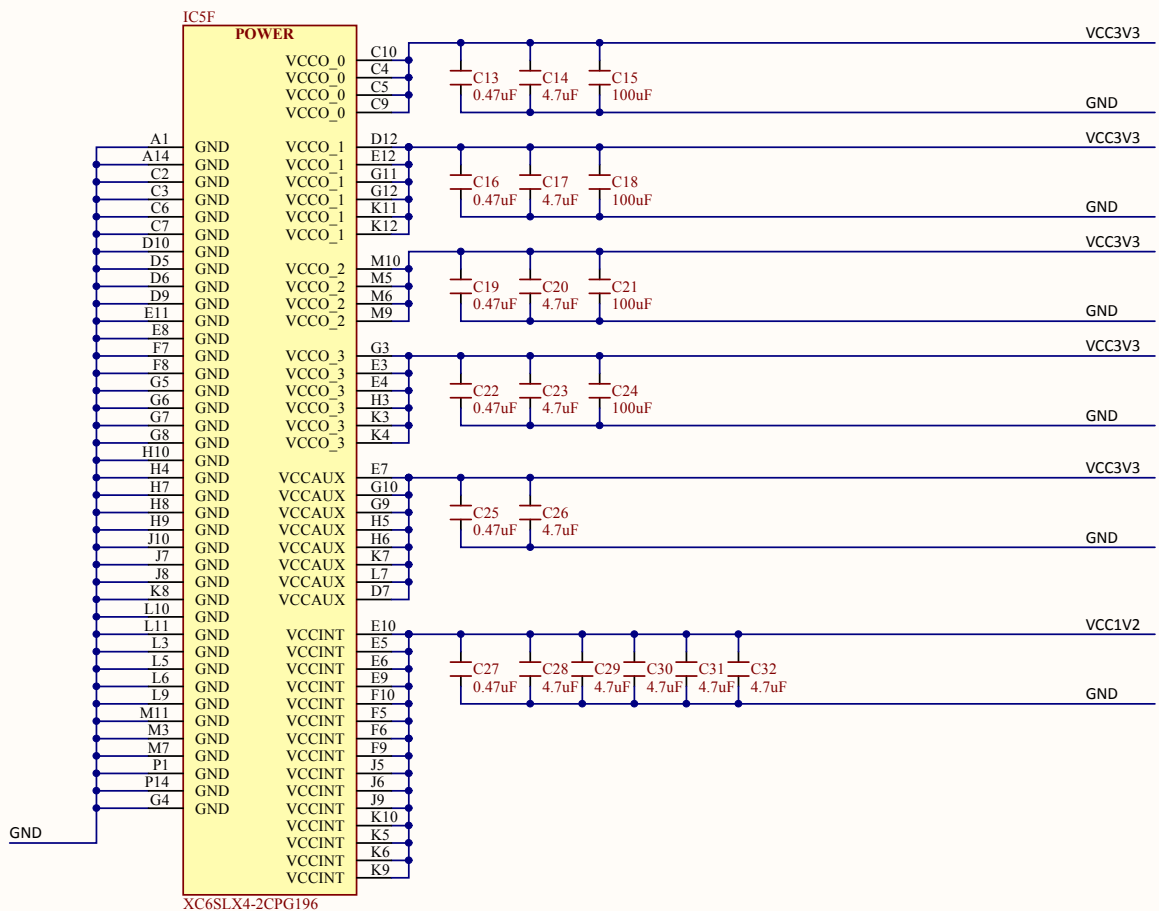 IC5F
POWER
VCCO_0 C10 VCC3V3
VCCO_0 C4
VCCO_0 C5
VCCO_0 C9
C13 C14 C15
0.47uF 4.7uF 100uF
GND
A1 GND VCCO_1 D12 VCC3V3
A14 GND VCCO_1 E12
C2 GND VCCO_1 G11
C3 GND VCCO_1 G12
C6 GND VCCO_1 K11
C7 GND VCCO_1 K12
C16 C17 C18
0.47uF 4.7uF 100uF
GND
D10 GND
D5 GND VCCO_2 M10 VCC3V3
D6 GND VCCO_2 M5
D9 GND VCCO_2 M6
E11 GND VCCO_2 M9
C19 C20 C21
0.47uF 4.7uF 100uF
GND
E8 GND
F7 GND VCCO_3 G3 VCC3V3
F8 GND VCCO_3 E3
G5 GND VCCO_3 E4
G6 GND VCCO_3 H3
G7 GND VCCO_3 K3
G8 GND VCCO_3 K4
C22 C23 C24
0.47uF 4.7uF 100uF
GND
H10 GND
H4 GND VCCAUX E7 VCC3V3
H7 GND VCCAUX G10
H8 GND VCCAUX G9
H9 GND VCCAUX H5
J10 GND VCCAUX H6
J7 GND VCCAUX K7
J8 GND VCCAUX L7
K8 GND VCCAUX D7
C25 C26
0.47uF 4.7uF
GND
L10 GND
L11 GND VCCINT E10 VCC1V2
L3 GND VCCINT E5
L5 GND VCCINT E6
L6 GND VCCINT E9
L9 GND VCCINT F10
M11 GND VCCINT F5
M3 GND VCCINT F6
M7 GND VCCINT F9
P1 GND VCCINT J5
P14 GND VCCINT J6
G4 GND VCCINT J9
VCCINT K10
VCCINT K5
VCCINT K6
VCCINT K9
C27 C28 C29 C30 C31 C32
0.47uF 4.7uF 4.7uF 4.7uF 4.7uF 4.7uF
GND
GND
XC6SLX4-2CPG196